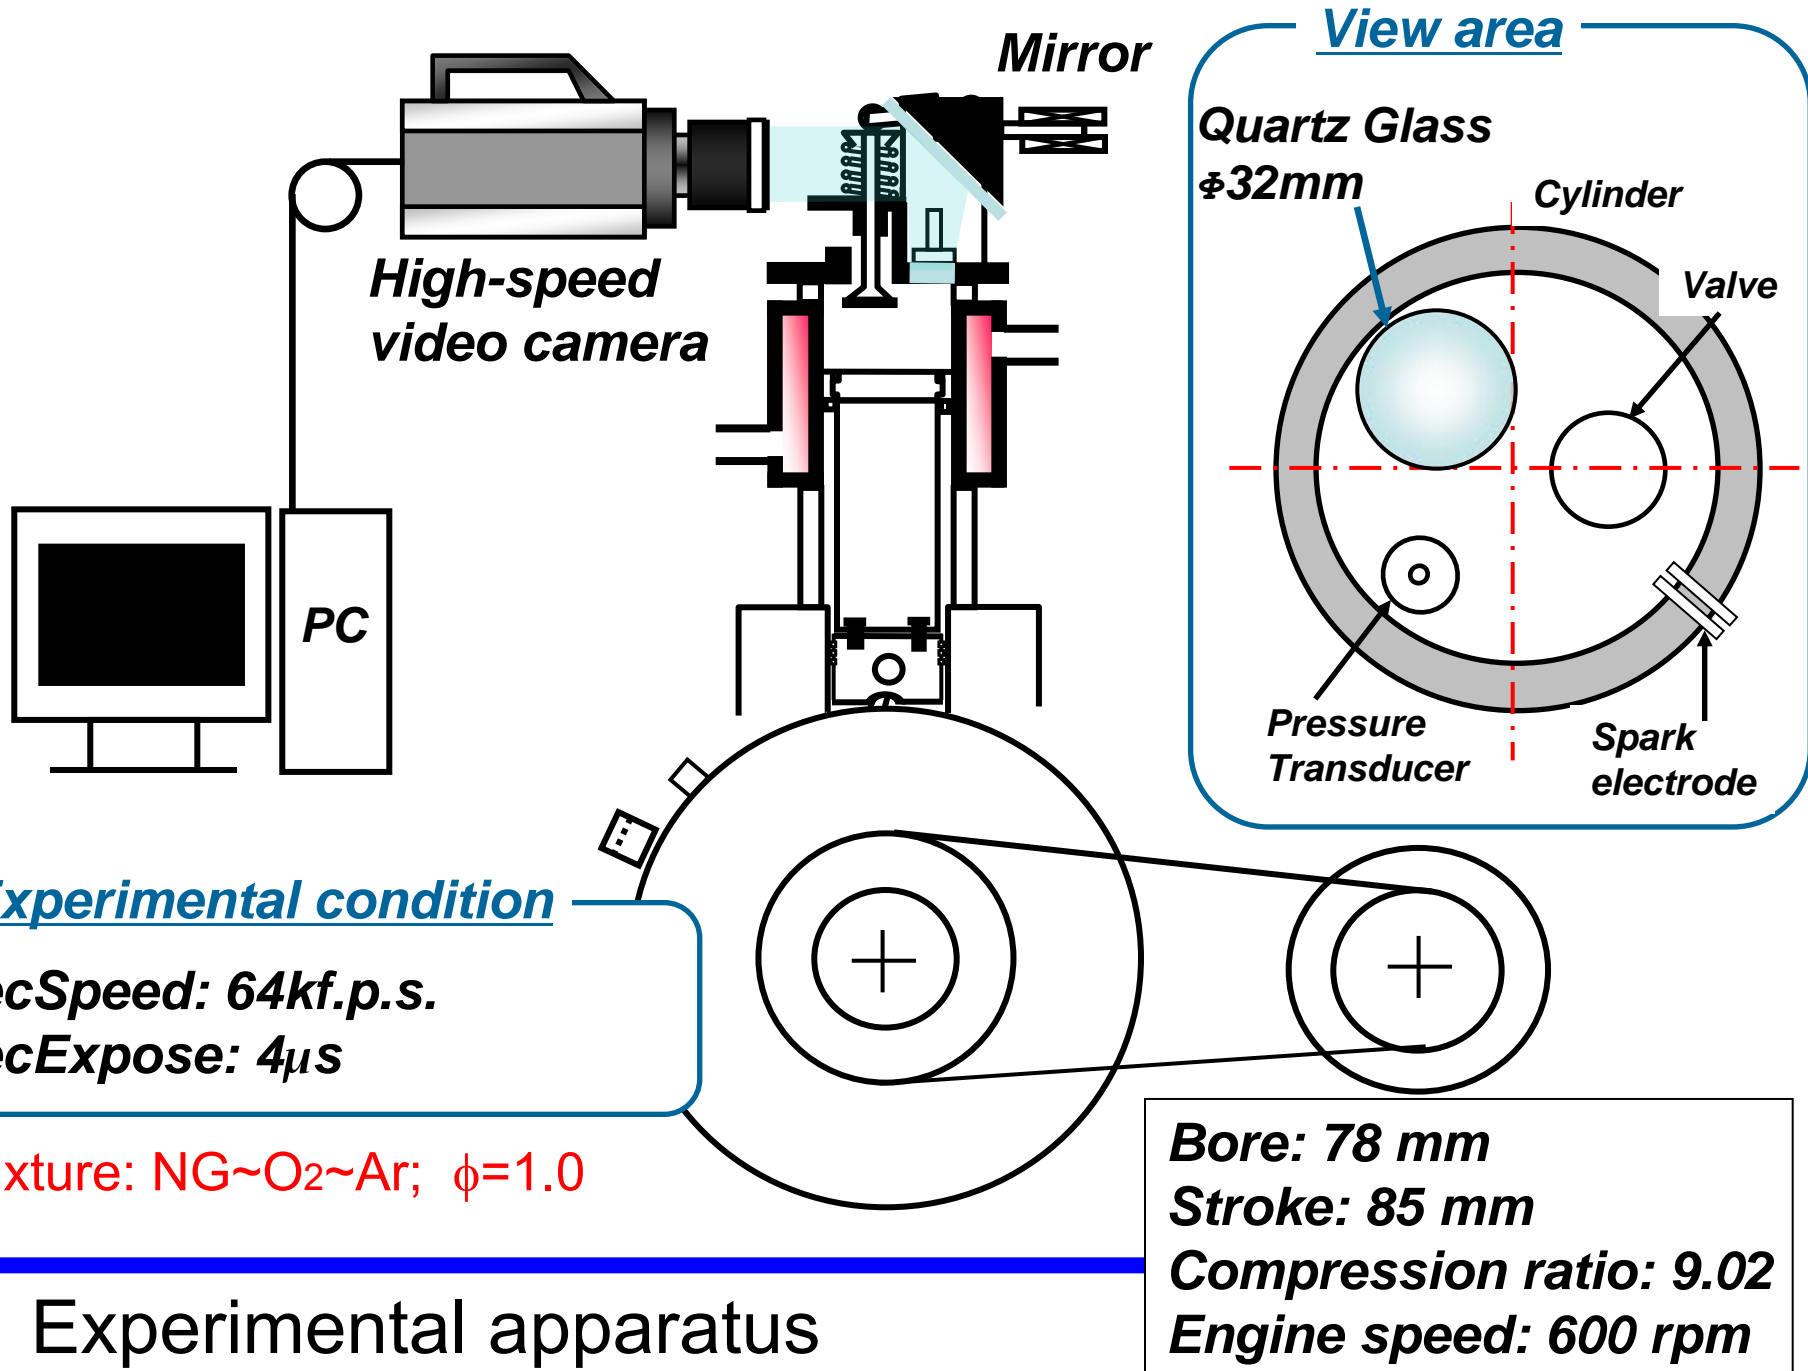 Mirror
View area
Quartz Glass
Φ32mm
Cylinder
Valve
High-speed
video camera
PC
Pressure
Transducer
Spark
electrode
xperimental condition
ecSpeed: 64kf.p.s.
ecExpose: 4μs
xture: NG~O2~Ar; ϕ=1.0
Bore: 78 mm
Stroke: 85 mm
Compression ratio: 9.02
Engine speed: 600 rpm
Experimental apparatus